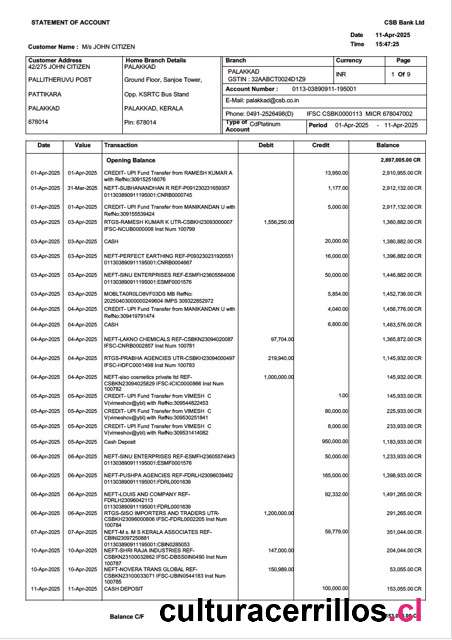 STATEMENT OF ACCOUNT
CSB Bank Ltd
Date 11-Apr-2025
Time 15:47:25
Customer Name : M/s JOHN CITIZEN
Customer Address
42/275 JOHN CITIZEN
PALLITHERUVU POST
PATTIKARA
PALAKKAD
678014
Home Branch Details
PALAKKAD
Ground Floor, Sanjoe Tower,
Opp. KSRTC Bus Stand
PALAKKAD, KERALA
Pin: 678014
Branch Currency Page
PALAKKAD
GSTIN : 32AABCT0024D1Z9 INR 1 Of 9
Account Number : 0113-03890911-195001
E-Mail: palakkad@csb.co.in
Phone: 0491-2526498(D) IFSC CSBK0000113 MICR 678047002
Type of Account CdPlatinum Period 01-Apr-2025 - 11-Apr-2025
Date Value Transaction Debit Credit Balance
Opening Balance 2,897,005.00 CR
01-Apr-2025 01-Apr-2025 CREDIT- UPI Fund Transfer from RAMESH KUMAR A 13,950.00 2,910,955.00 CR
with RefNo:309152516076
01-Apr-2025 31-Mar-2025 NEFT-SUBHANANDHAN R REF-P091230231659357 1,177.00 2,912,132.00 CR
011303890911195001:CNRB0000745
01-Apr-2025 01-Apr-2025 CREDIT- UPI Fund Transfer from MANIKANDAN U with 5,000.00 2,917,132.00 CR
RefNo:309155539424
03-Apr-2025 03-Apr-2025 RTGS-RAMESH KUMAR K UTR-CSBKH23093000007 1,556,250.00 1,360,882.00 CR
IFSC-NCUB0000008 Inst Num 100799
03-Apr-2025 03-Apr-2025 CASH 20,000.00 1,380,882.00 CR
03-Apr-2025 03-Apr-2025 NEFT-PERFECT EARTHING REF-P093230231920551 16,000.00 1,396,882.00 CR
011303890911195001:CNRB0004667
03-Apr-2025 03-Apr-2025 NEFT-SINU ENTERPRISES REF-ESMFH23605564006 50,000.00 1,446,882.00 CR
011303890911195001:ESMF0001576
03-Apr-2025 03-Apr-2025 MOBLTA0R0LO6VF03DS MB RefNo: 5,854.00 1,452,736.00 CR
20250403000000249604 IMPS 309322852972
04-Apr-2025 04-Apr-2025 CREDIT- UPI Fund Transfer from MANIKANDAN U with 4,040.00 1,456,776.00 CR
RefNo:309419791474
04-Apr-2025 04-Apr-2025 CASH 6,800.00 1,463,576.00 CR
04-Apr-2025 04-Apr-2025 NEFT-LAKNO CHEMICALS REF-CSBKN23094020087 97,704.00 1,365,872.00 CR
IFSC-CNRB0002857 Inst Num 100781
04-Apr-2025 04-Apr-2025 RTGS-PRABHA AGENCIES UTR-CSBKH23094000497 219,940.00 1,145,932.00 CR
IFSC-HDFC0001498 Inst Num 100783
04-Apr-2025 04-Apr-2025 NEFT-elso cosmetics private ltd REF- 1,000,000.00 145,932.00 CR
CSBKN23094025829 IFSC-ICIC0000866 Inst Num
100782
05-Apr-2025 05-Apr-2025 CREDIT- UPI Fund Transfer from VIMESH C 1.00 145,933.00 CR
V(vimeshov@ybl) with RefNo:309544822453
05-Apr-2025 05-Apr-2025 CREDIT- UPI Fund Transfer from VIMESH C 80,000.00 225,933.00 CR
V(vimeshov@ybl) with RefNo:309530251841
05-Apr-2025 05-Apr-2025 CREDIT- UPI Fund Transfer from VIMESH C 8,000.00 233,933.00 CR
V(vimeshov@ybl) with RefNo:309531414582
05-Apr-2025 05-Apr-2025 Cash Deposit 950,000.00 1,183,933.00 CR
06-Apr-2025 06-Apr-2025 NEFT-SINU ENTERPRISES REF-ESMFH23605574943 50,000.00 1,233,933.00 CR
011303890911195001:ESMF0001576
06-Apr-2025 06-Apr-2025 NEFT-PUSHPA AGENCIES REF-FDRLH23096039462 165,000.00 1,398,933.00 CR
011303890911195001:FDRL0001636
06-Apr-2025 06-Apr-2025 NEFT-LOUIS AND COMPANY REF- 92,332.00 1,491,265.00 CR
FDRLH23096042113
011303890911195001:FDRL0001636
06-Apr-2025 06-Apr-2025 RTGS-SISO IMPORTERS AND TRADERS UTR- 1,200,000.00 291,265.00 CR
CSBKH23096000806 IFSC-FDRL0002205 Inst Num
100784
07-Apr-2025 07-Apr-2025 NEFT-M s. M S KERALA ASSOCIATES REF- 59,779.00 351,044.00 CR
CBIN023097250881
011303890911195001:CBIN0285053
10-Apr-2025 10-Apr-2025 NEFT-SHRI RAJA INDUSTRIES REF- 147,000.00 204,044.00 CR
CSBKN23100032862 IFSC-DBSS0IN0490 Inst Num
100787
10-Apr-2025 10-Apr-2025 NEFT-NOVERA TRANS GLOBAL REF- 150,989.00 53,055.00 CR
CSBKN23100033071 IFSC-UBIN0544183 Inst Num
100785
11-Apr-2025 11-Apr-2025 CASH DEPOSIT 100,000.00 153,055.00 CR
Balance C/F
culturacerrillos.cl